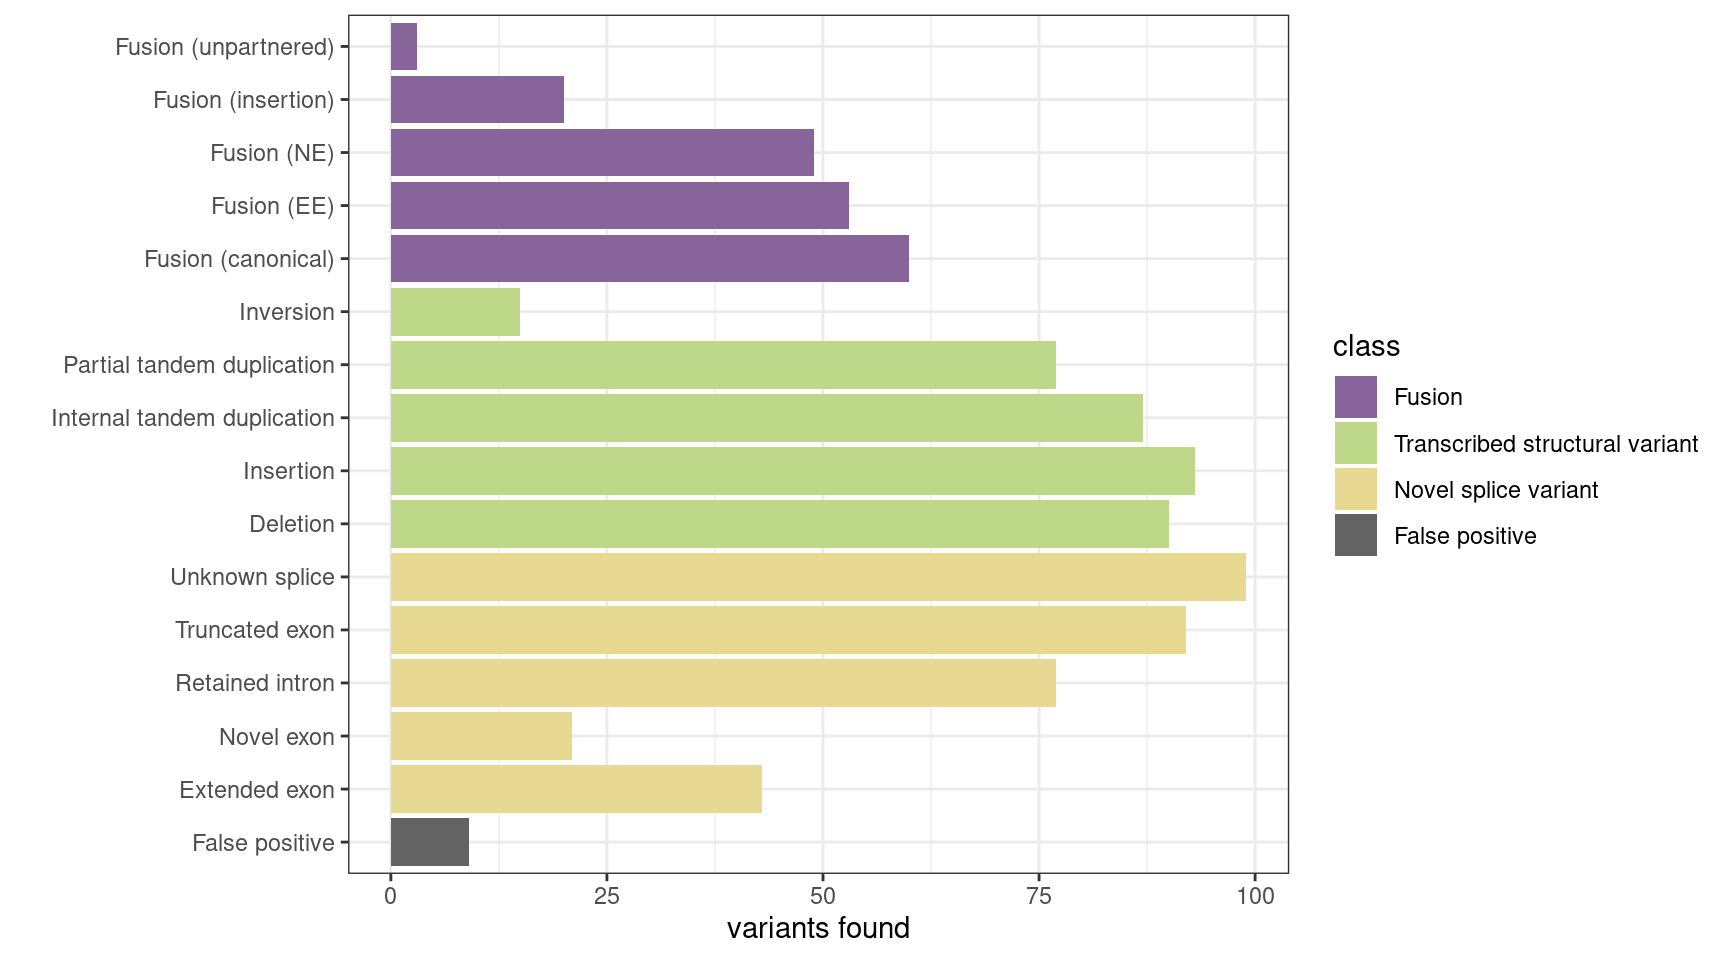 Fusion (unpartnered)
Fusion (insertion)
Fusion (NE)
Fusion (EE)
Fusion (canonical)
Inversion
Partial tandem duplication
Internal tandem duplication
Insertion
Deletion
Unknown splice
Truncated exon
Retained intron
Novel exon
Extended exon
False positive
0 25 50 75 100
variants found
class
Fusion
Transcribed structural variant
Novel splice variant
False positive